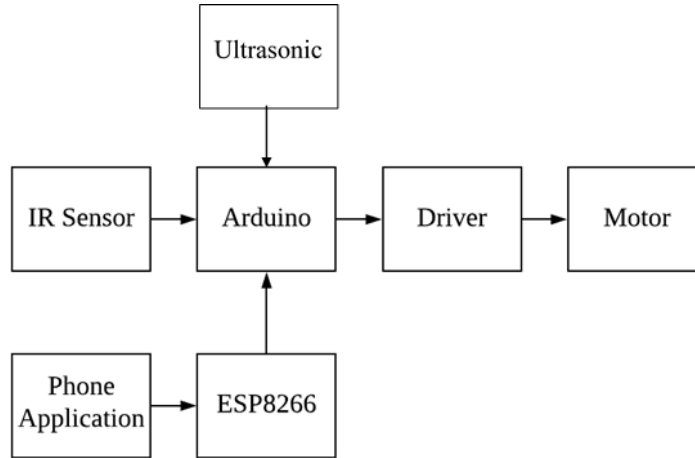 Ultrasonic
IR Sensor
Arduino
Driver
Motor
Phone
Application
ESP8266